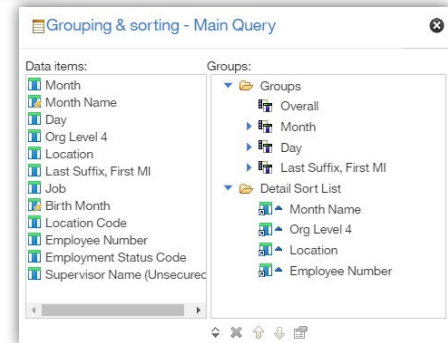 Grouping & sorting - Main Query
Data items:
Month
Month Name
Day
Org Level 4
Location
Last Suffix, First MI
Job
Birth Month
Location Code
Employee Number
Employment Status Code
Supervisor Name (Unsecured
Groups:
Groups
Overall
Month
Day
Last Suffix, First MI
Detail Sort List
Month Name
Org Level 4
Location
Employee Number